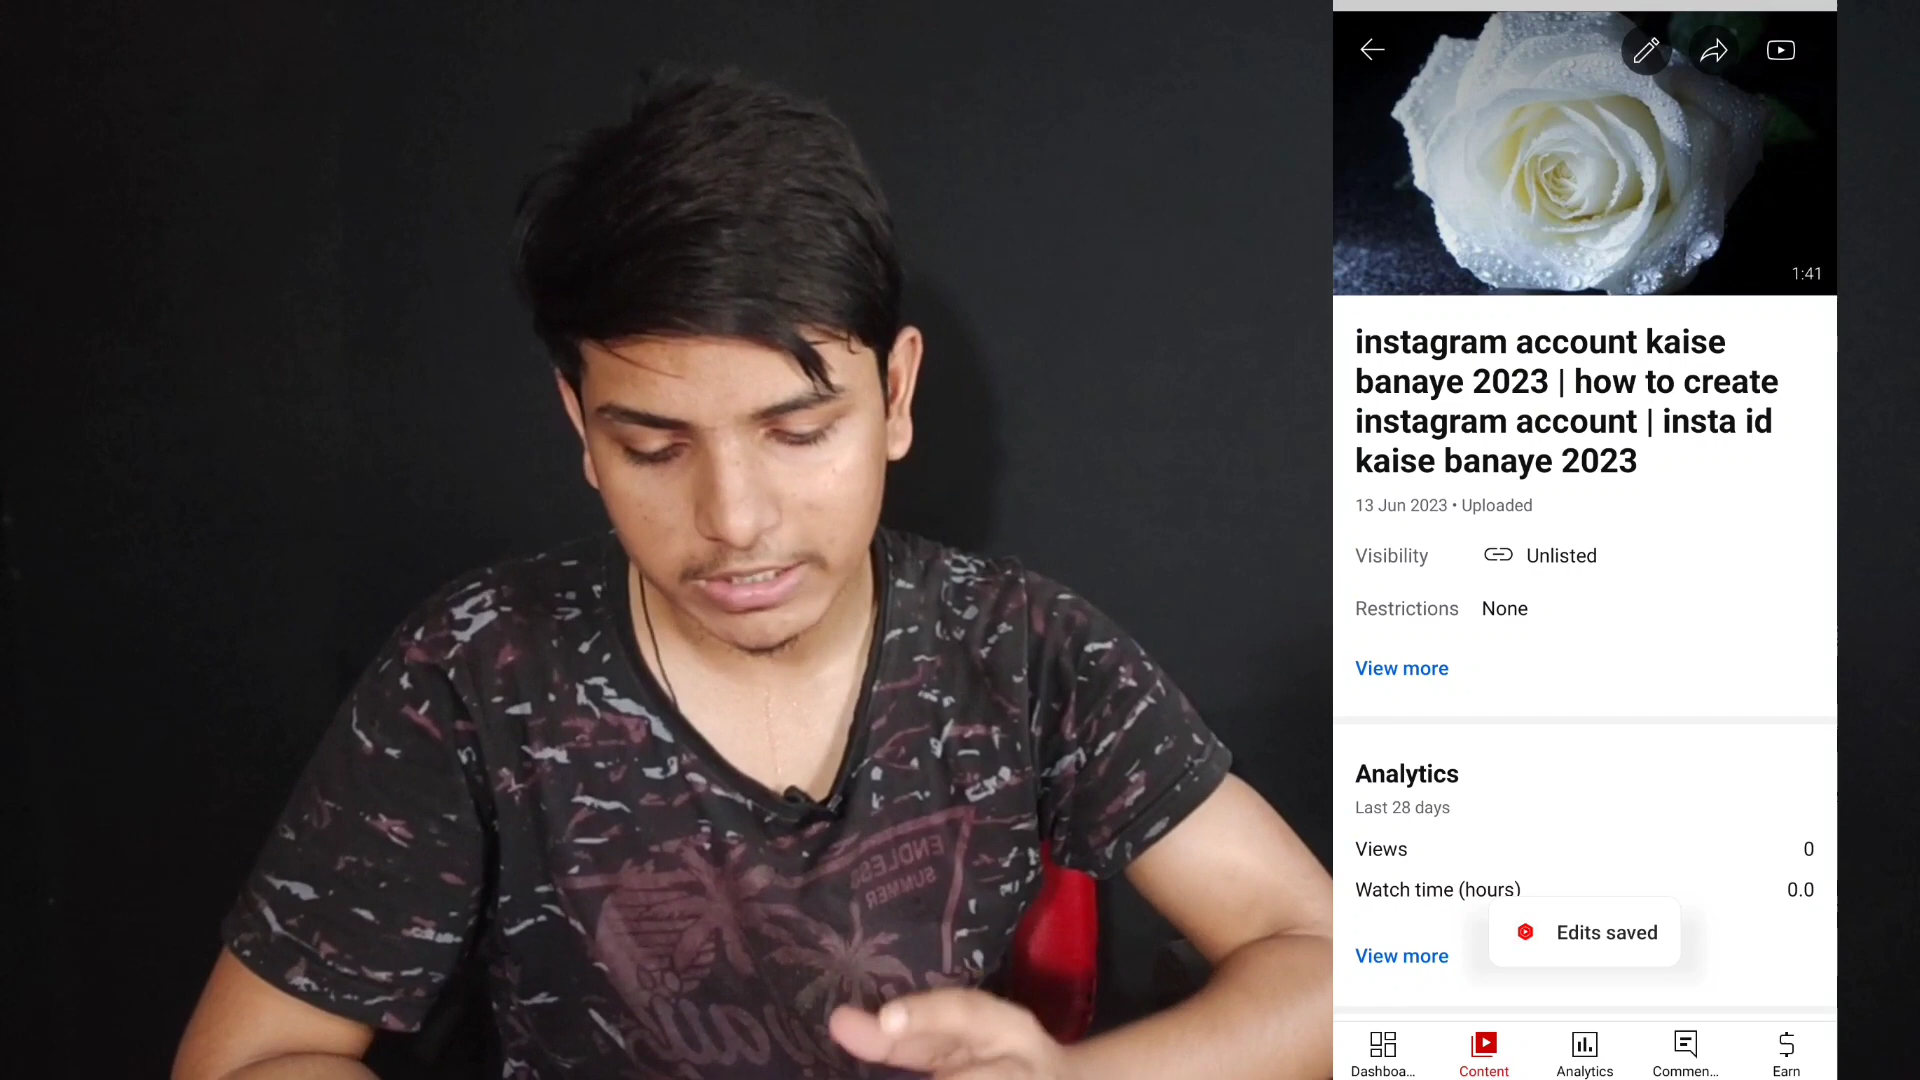 1:41
instagram account kaise
banaye 2023 | how to create
instagram account | insta id
kaise banaye 2023
13 Jun 2023 • Uploaded
Visibility Unlisted
Restrictions None
View more
Analytics
Last 28 days
Views 0
Watch time (hours) 0.0
Edits saved
View more
Dashboa... Content Analytics Commen... Earn
ENDLESS
SUMMER